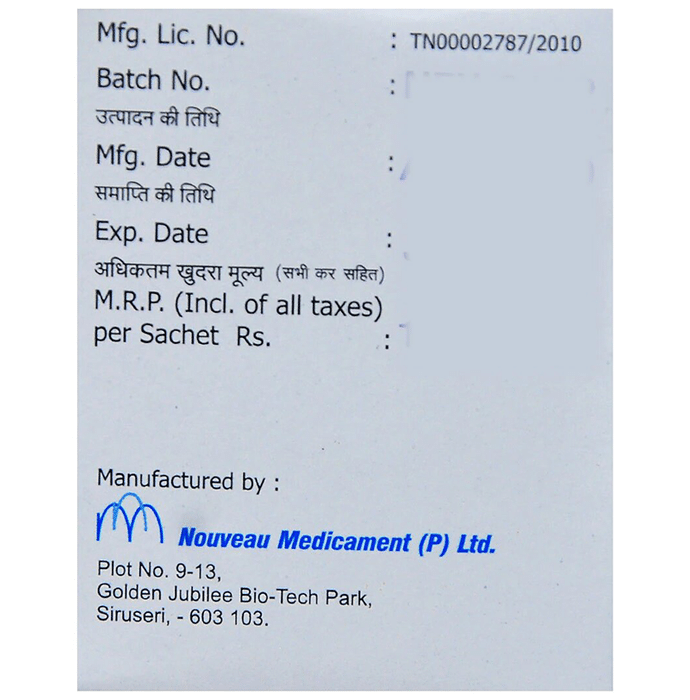 Mfg. Lic. No. : TN00002787/2010
Batch No. :
उत्पादन की तिथि
Mfg. Date :
समाप्ति की तिथि
Exp. Date :
अधिकतम खुदरा मूल्य (सभी कर सहित)
M.R.P. (Incl. of all taxes)
per Sachet Rs. :
Manufactured by :
Nouveau Medicament (P) Ltd.
Plot No. 9-13,
Golden Jubilee Bio-Tech Park,
Siruseri, - 603 103.